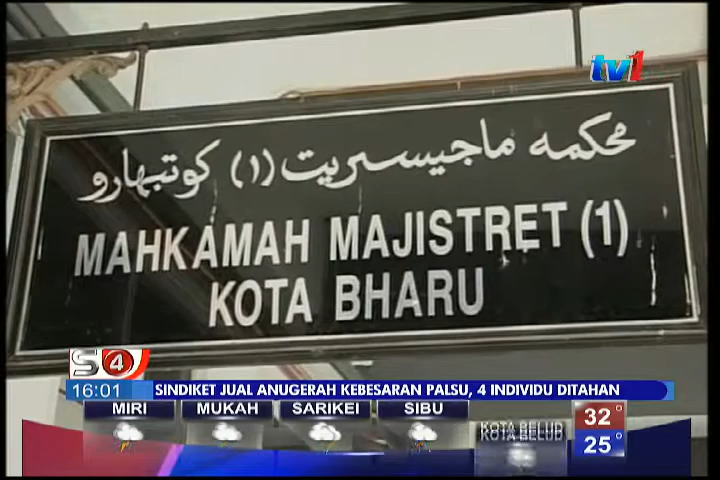 tv1
محكمه ماجيستريت (١) كوتبهارو
MAHKAMAH MAJISTRET (1)
KOTA BHARU
S 4
16:01 SINDIKET JUAL ANUGERAH KEBESARAN PALSU, 4 INDIVIDU DITAHAN
MIRI MUKAH SARIKEI SIBU KOTA BELUD 32°
25°